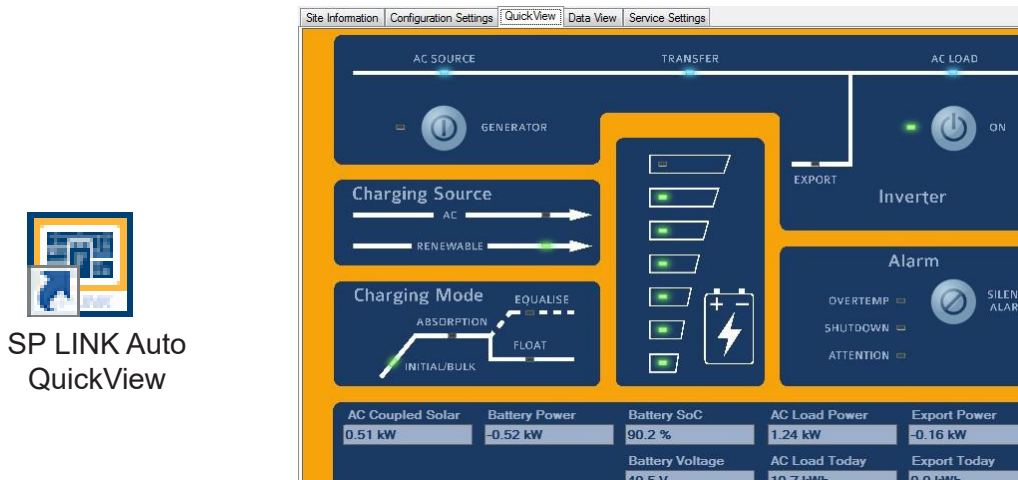 Site Infomation Configuration Settings QuickView Data View Service Settings
AC SOURCE TRANSFER AC LOAD
GENERATOR ON
EXPORT
Inverter
Charging Source
AC
RENEWABLE
Charging Mode
EQUALISE
ABSORPTION
FLOAT
INITIAL/BULK
+ −
Alarm
OVERTEMP
SILEN
ALAR
SHUTDOWN
ATTENTION
SP LINK Auto
QuickView
AC Coupled Solar Battery Power Battery SoC AC Load Power Export Power
0.51 kW -0.52 kW 90.2 % 1.24 kW -0.16 kW
Battery Voltage AC Load Today Export Today